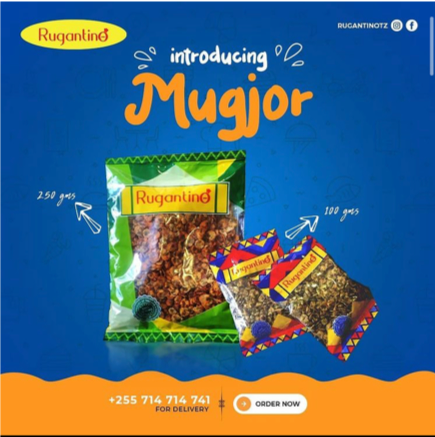 Rugantino
RUGANTINOTZ
introducing
Mugjor
250 gms
100 gms
Rugantino
Rugantino
Rugantino
+255 714 714 741
FOR DELIVERY
ORDER NOW